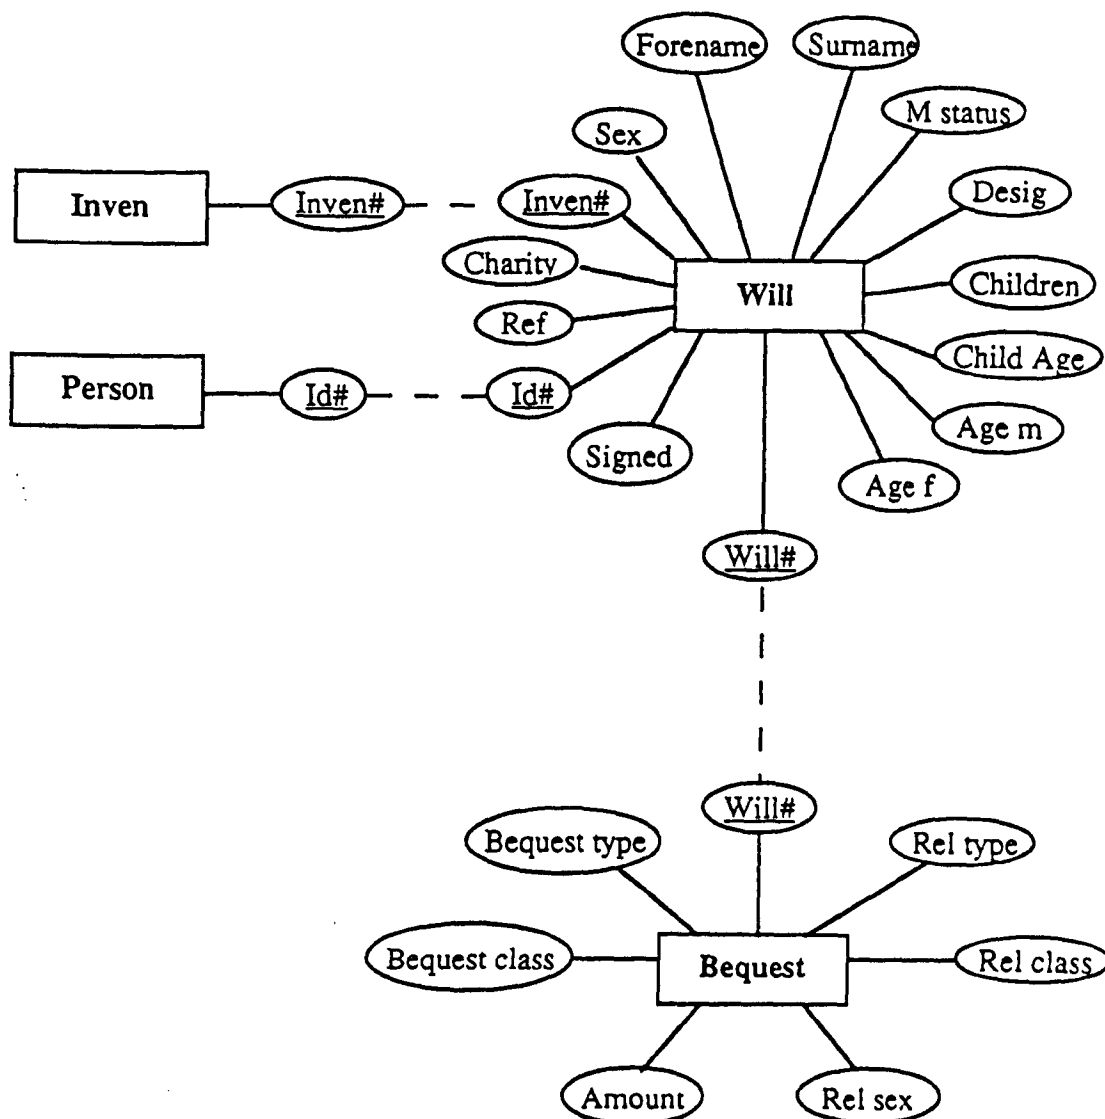 Forename
Surname
Sex
M status
Inven
Inven#
Inven#
Desig
Charity
Will
Children
Ref
Child Age
Person
Id#
Id#
Age m
Signed
Age f
Will#
Will#
Bequest type
Rel type
Bequest class
Bequest
Rel class
Amount
Rel sex